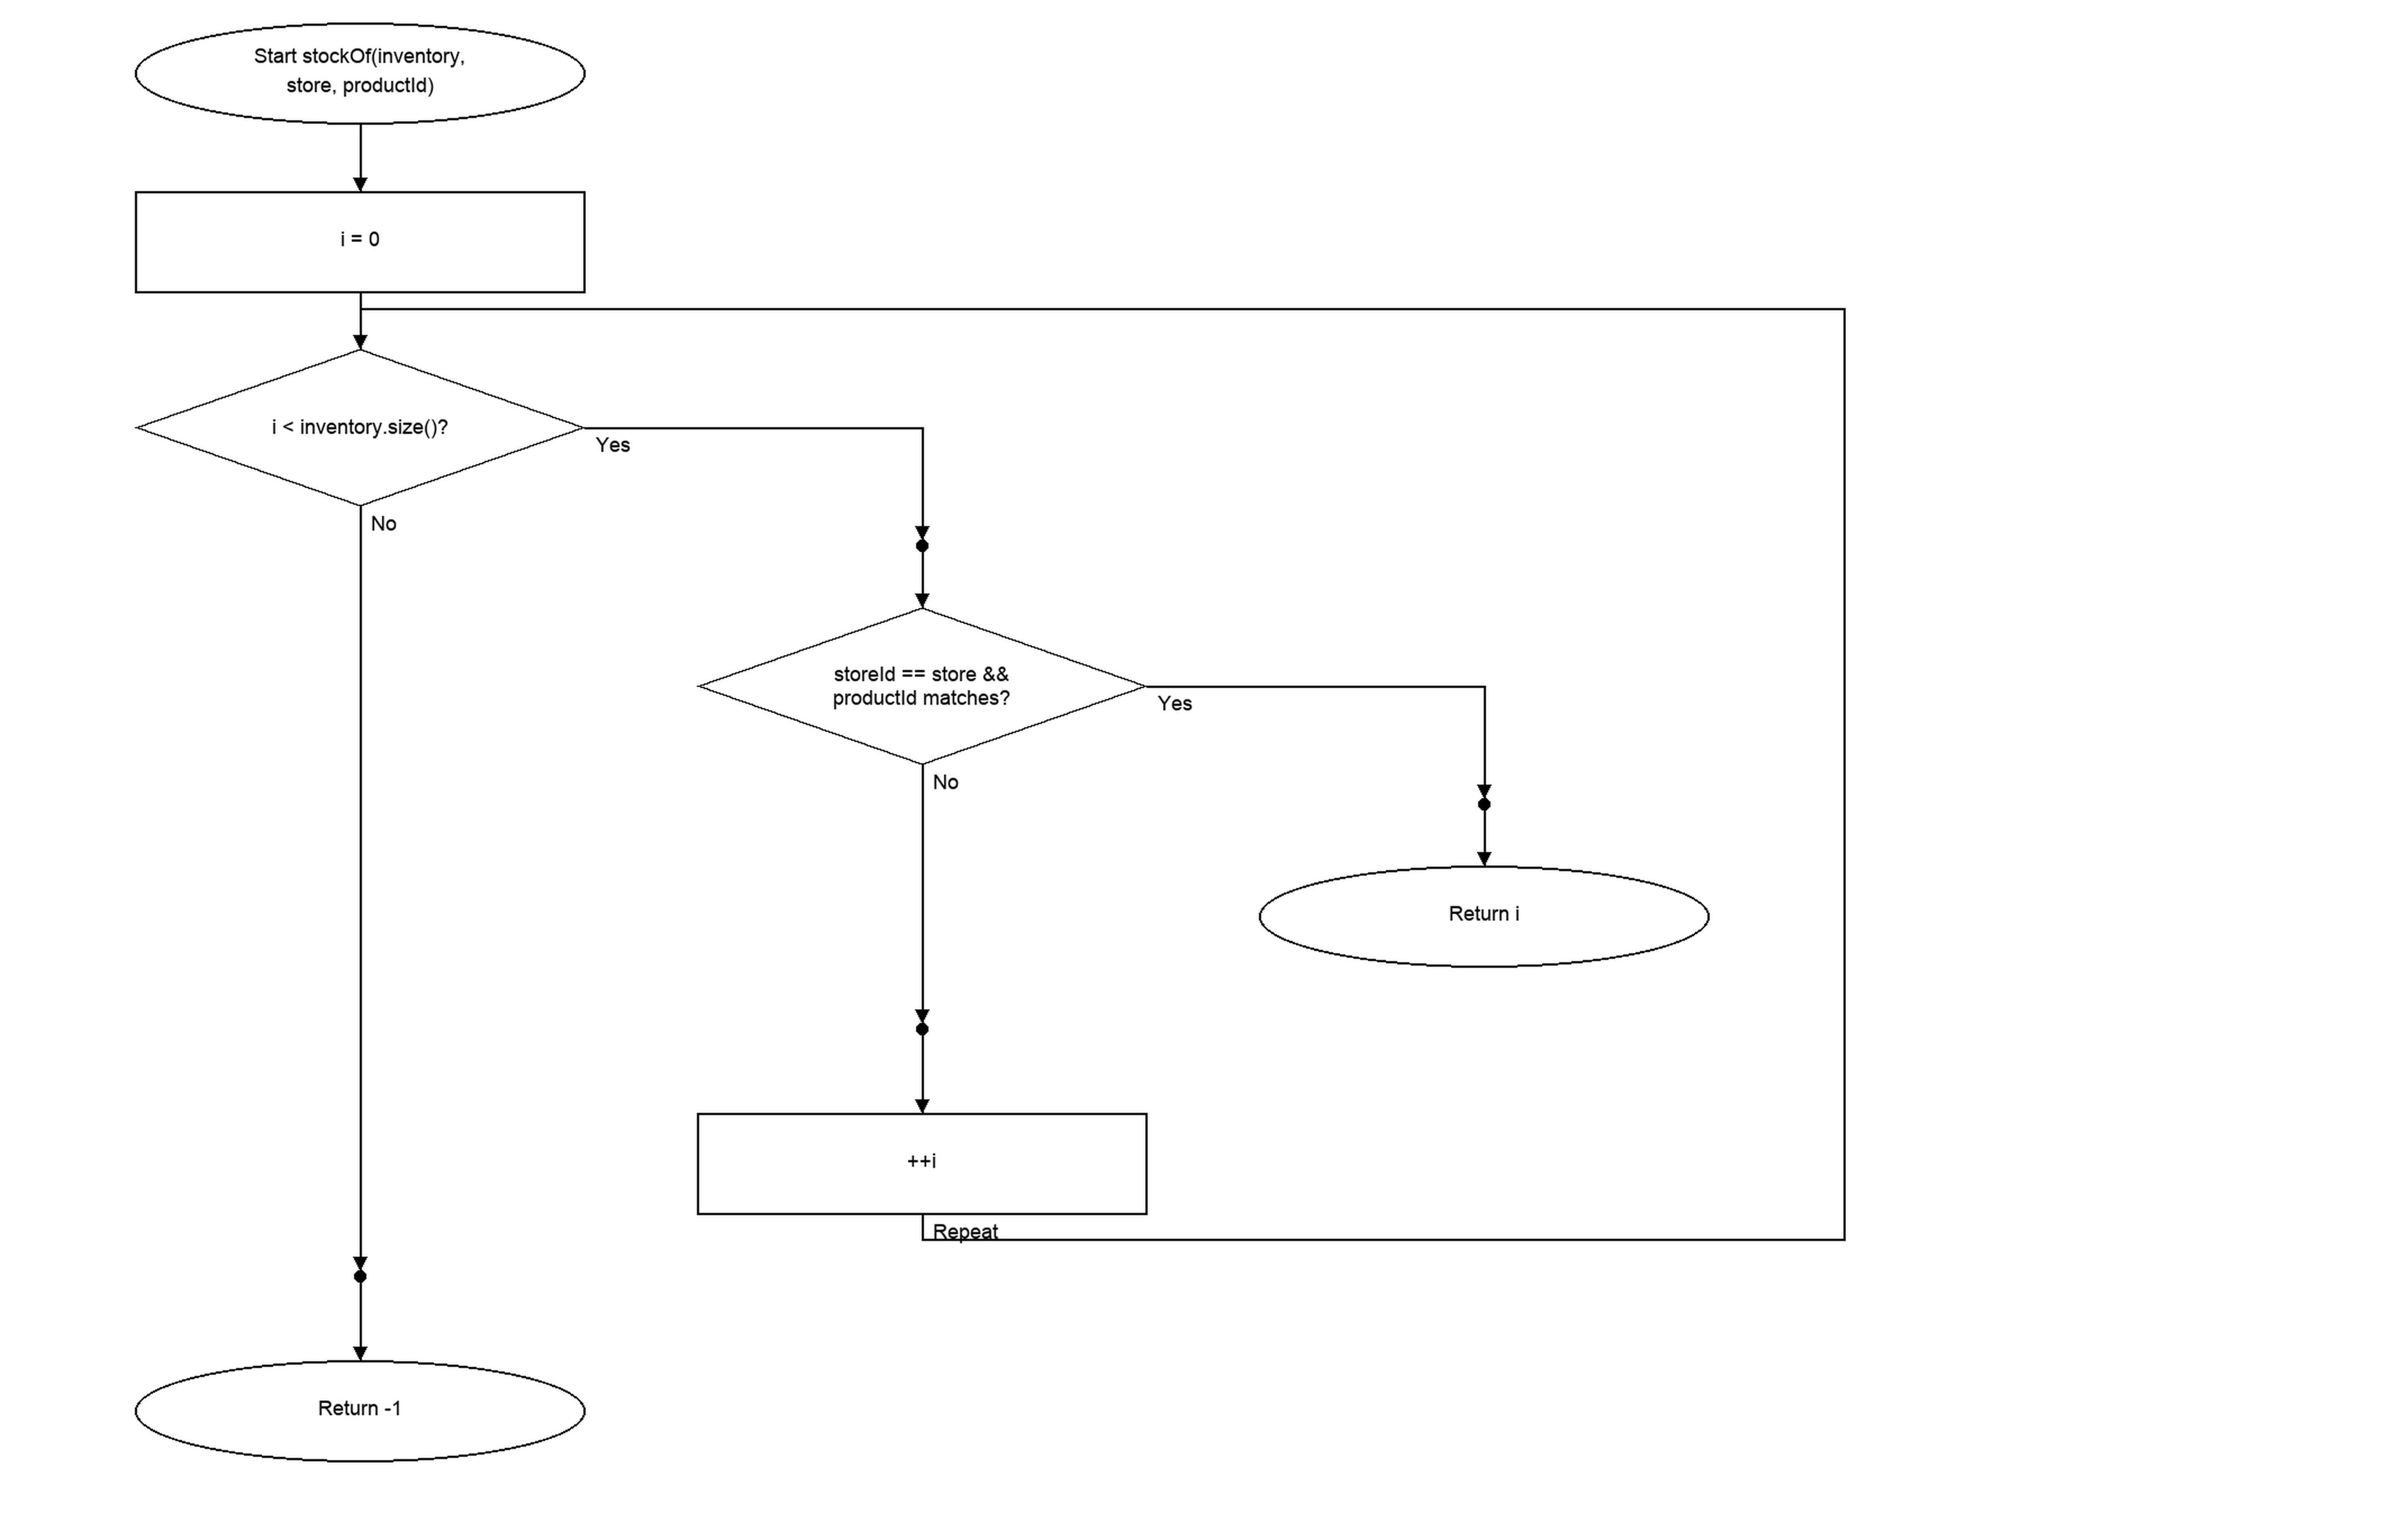 Start stockOf(inventory,
store, productId)
i = 0
i < inventory.size()?
Yes
No
storeId == store &&
productId matches?
Yes
No
Return i
++i
Repeat
Return -1